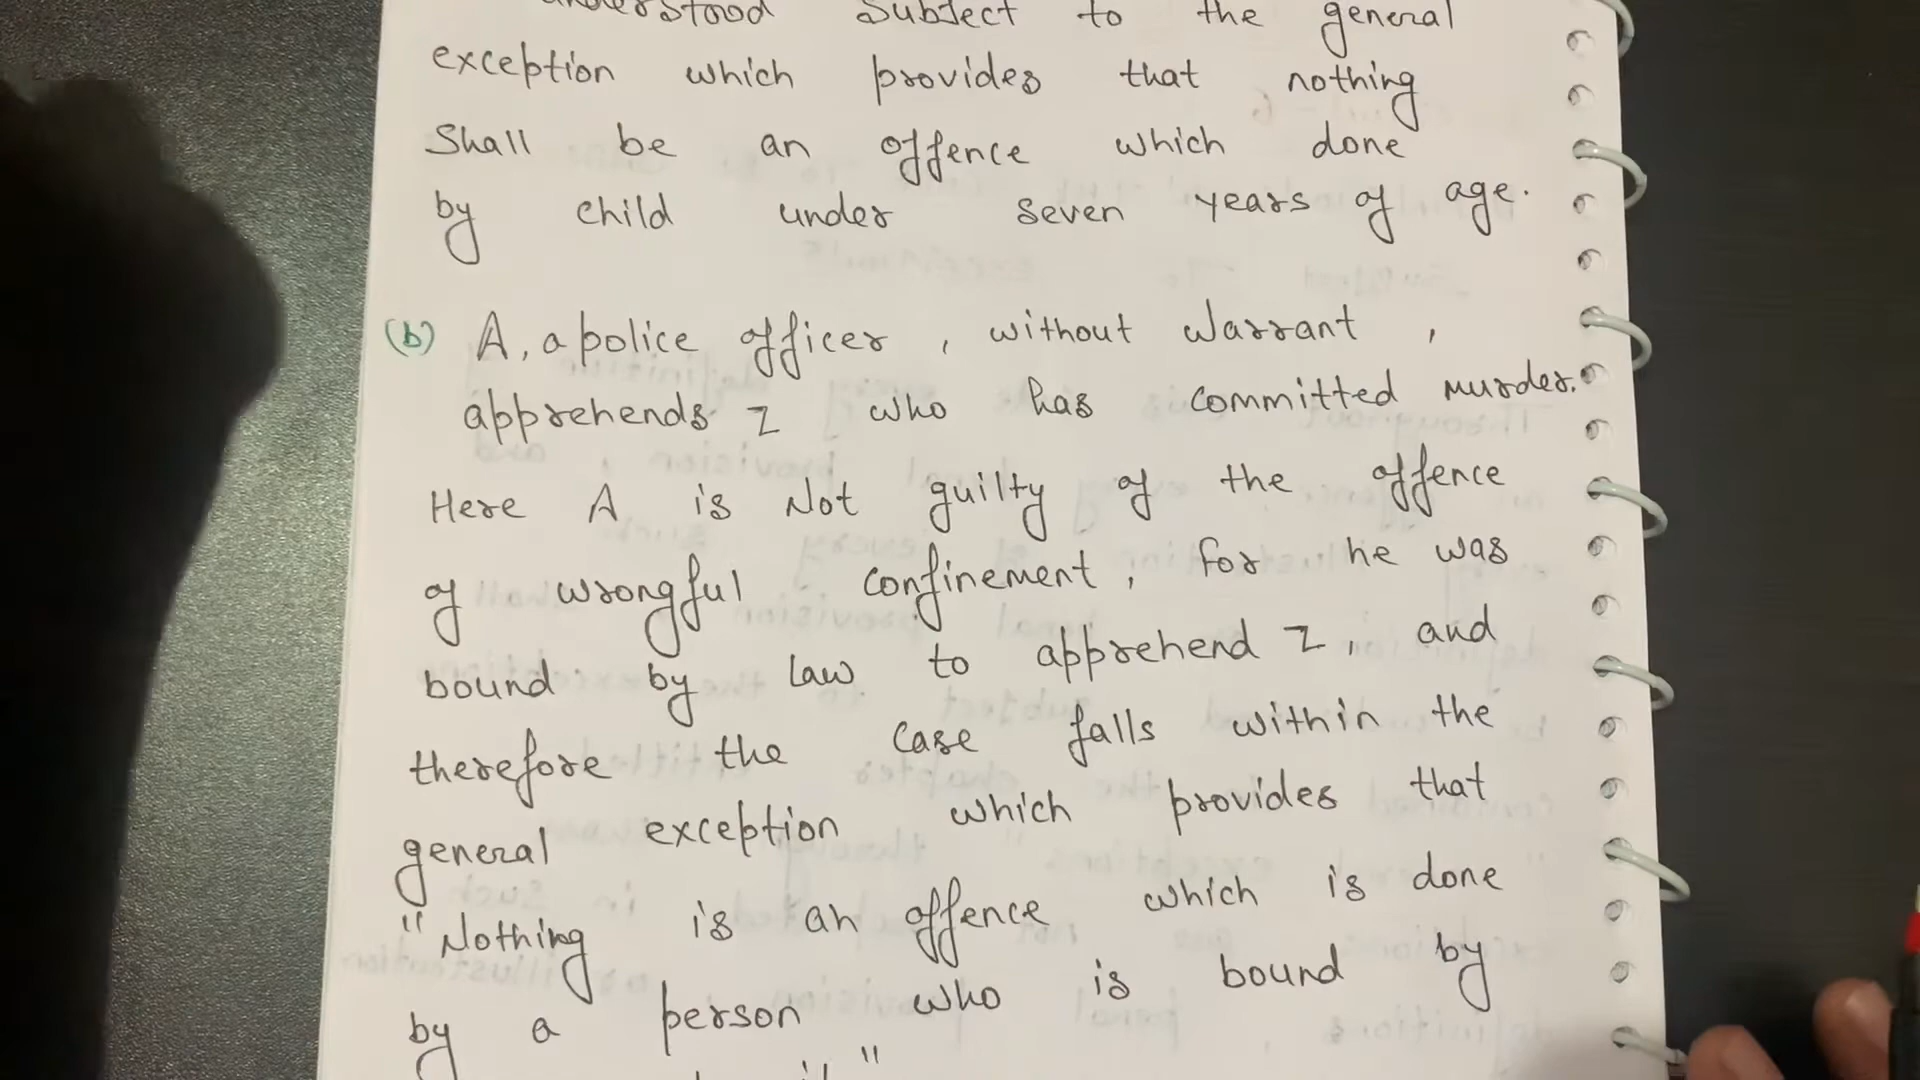 understood subject to the general
exception which provides that nothing
Shall be an offence which done
by child under seven years of age.
(b) A, a police officer, without Warrant,
apprehends Z who has committed murder.
Here A is Not guilty of the offence
of wrongful confinement, for he was
bound by law to apprehend Z, and
therefore the case falls within the
general exception which provides that
"Nothing is an offence which is done
by a person who is bound by
"